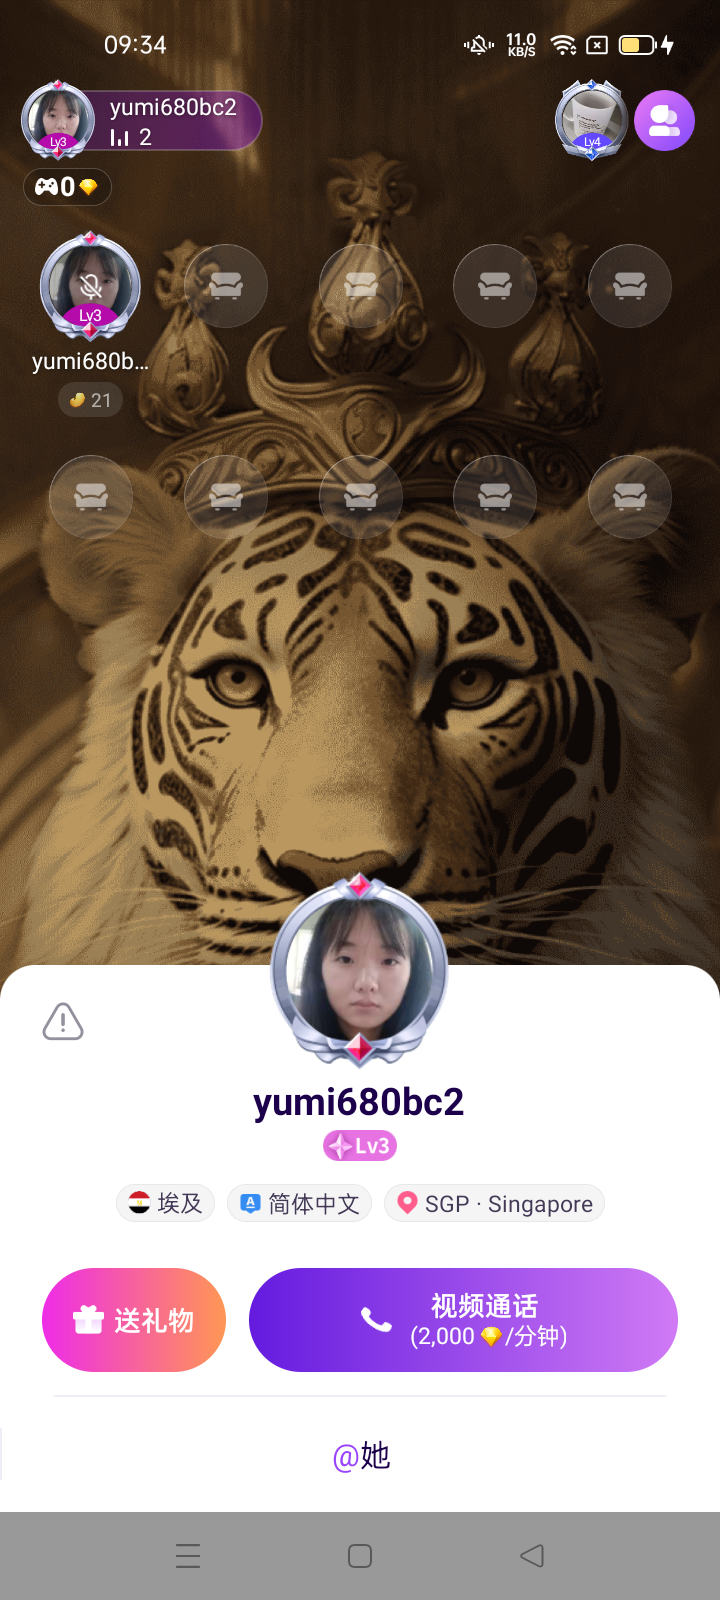 09:34
11.0
KB/S
yumi680bc2
2
Lv3
Lv4
0
Lv3
yumi680b...
21
yumi680bc2
Lv3
埃及
简体中文
SGP · Singapore
送礼物
视频通话
(2,000 /分钟)
@她